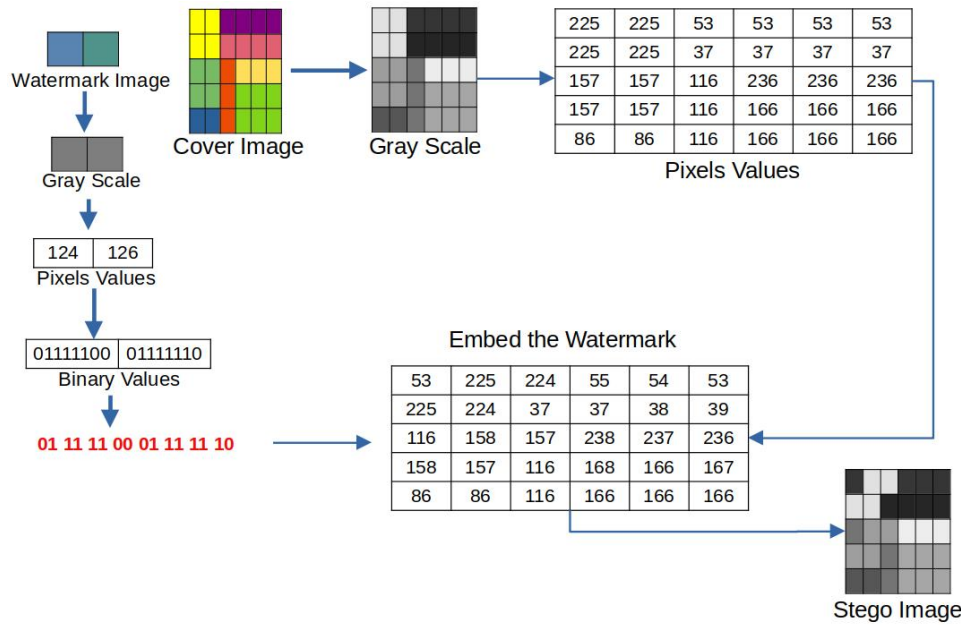 Watermark Image
Gray Scale
124 126
Pixels Values
01111100 01111110
Binary Values
01 11 11 00 01 11 11 10
Cover Image
Gray Scale
225 225 53 53 53 53
225 225 37 37 37 37
157 157 116 236 236 236
157 157 116 166 166 166
86 86 116 166 166 166
Pixels Values
Embed the Watermark
53 225 224 55 54 53
225 224 37 37 38 39
116 158 157 238 237 236
158 157 116 168 166 167
86 86 116 166 166 166
Stego Image